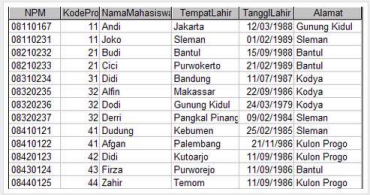 NPM KodePro NamaMahasiswa TempatLahir TanggILahir Alamat
08110167 11 Andi Jakarta 12/03/1988 Gunung Kidul
08110231 11 Joko Sleman 01/02/1989 Sleman
08210232 21 Budi Bantul 15/09/1988 Bantul
08210233 21 Cici Purwokerto 21/02/1989 Bantul
08310234 31 Didi Bandung 11/07/1987 Kodya
08320235 32 Alfin Makassar 22/09/1986 Kodya
08320236 32 Dodi Gunung Kidul 24/03/1979 Kodya
08320237 32 Derri Pangkal Pinang 09/02/1984 Sleman
08410121 41 Dudung Kebumen 25/02/1985 Sleman
08410122 41 Afgan Palembang 21/11/986 Kulon Progo
08420123 42 Didi Kutoarjo 11/09/1986 Kulon Progo
08430124 43 Firza Purworejo 11/09/1986 Bantul
08440125 44 Zahir Temom 11/09/1986 Kulon Progo